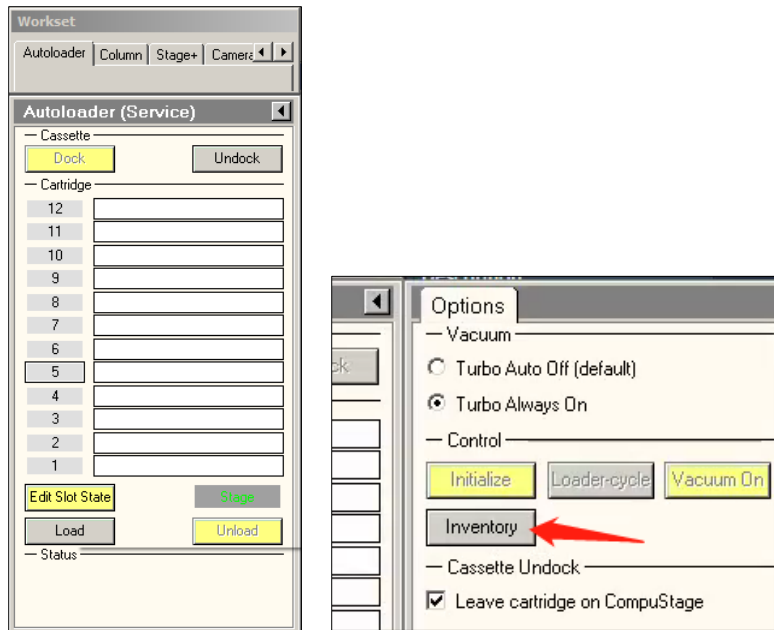 Workset
Autoloader Column Stage+ Camera
Autoloader (Service)
Cassette
Dock Undock
Cartridge
12
11
10
9
8
7
6
5
4
3
2
1
Edit Slot State Stage
Load Unload
Status
Options
Vacuum
Turbo Auto Off (default)
Turbo Always On
Control
Initialize Loader-cycle Vacuum On
Inventory
Cassette Undock
Leave cartridge on CompuStage